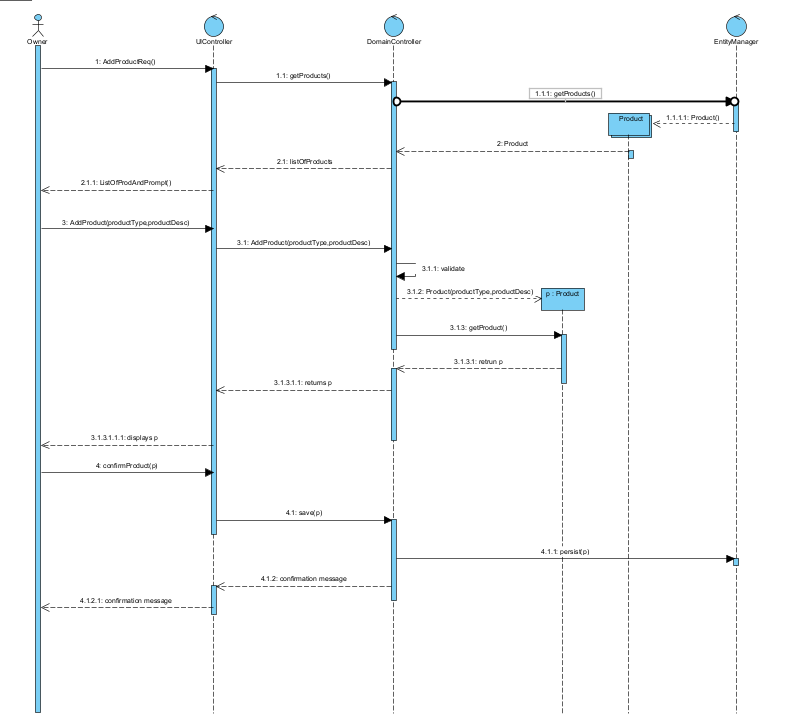 Owner
UIController
DomainController
EntityManager
1: AddProductReq()
1.1: getProducts()
1.1.1: getProducts()
Product
1.1.1.1: Product()
2: Product
2.1: listOfProducts
2.1.1: ListOfProdAndPrompt()
3: AddProduct(productType,productDesc)
3.1: AddProduct(productType,productDesc)
3.1.1: validate
3.1.2: Product(productType,productDesc)
p : Product
3.1.3: getProduct()
3.1.3.1: retrun p
3.1.3.1.1: returns p
3.1.3.1.1.1: displays p
4: confirmProduct(p)
4.1: save(p)
4.1.1: persist(p)
4.1.2: confirmation message
4.1.2.1: confirmation message